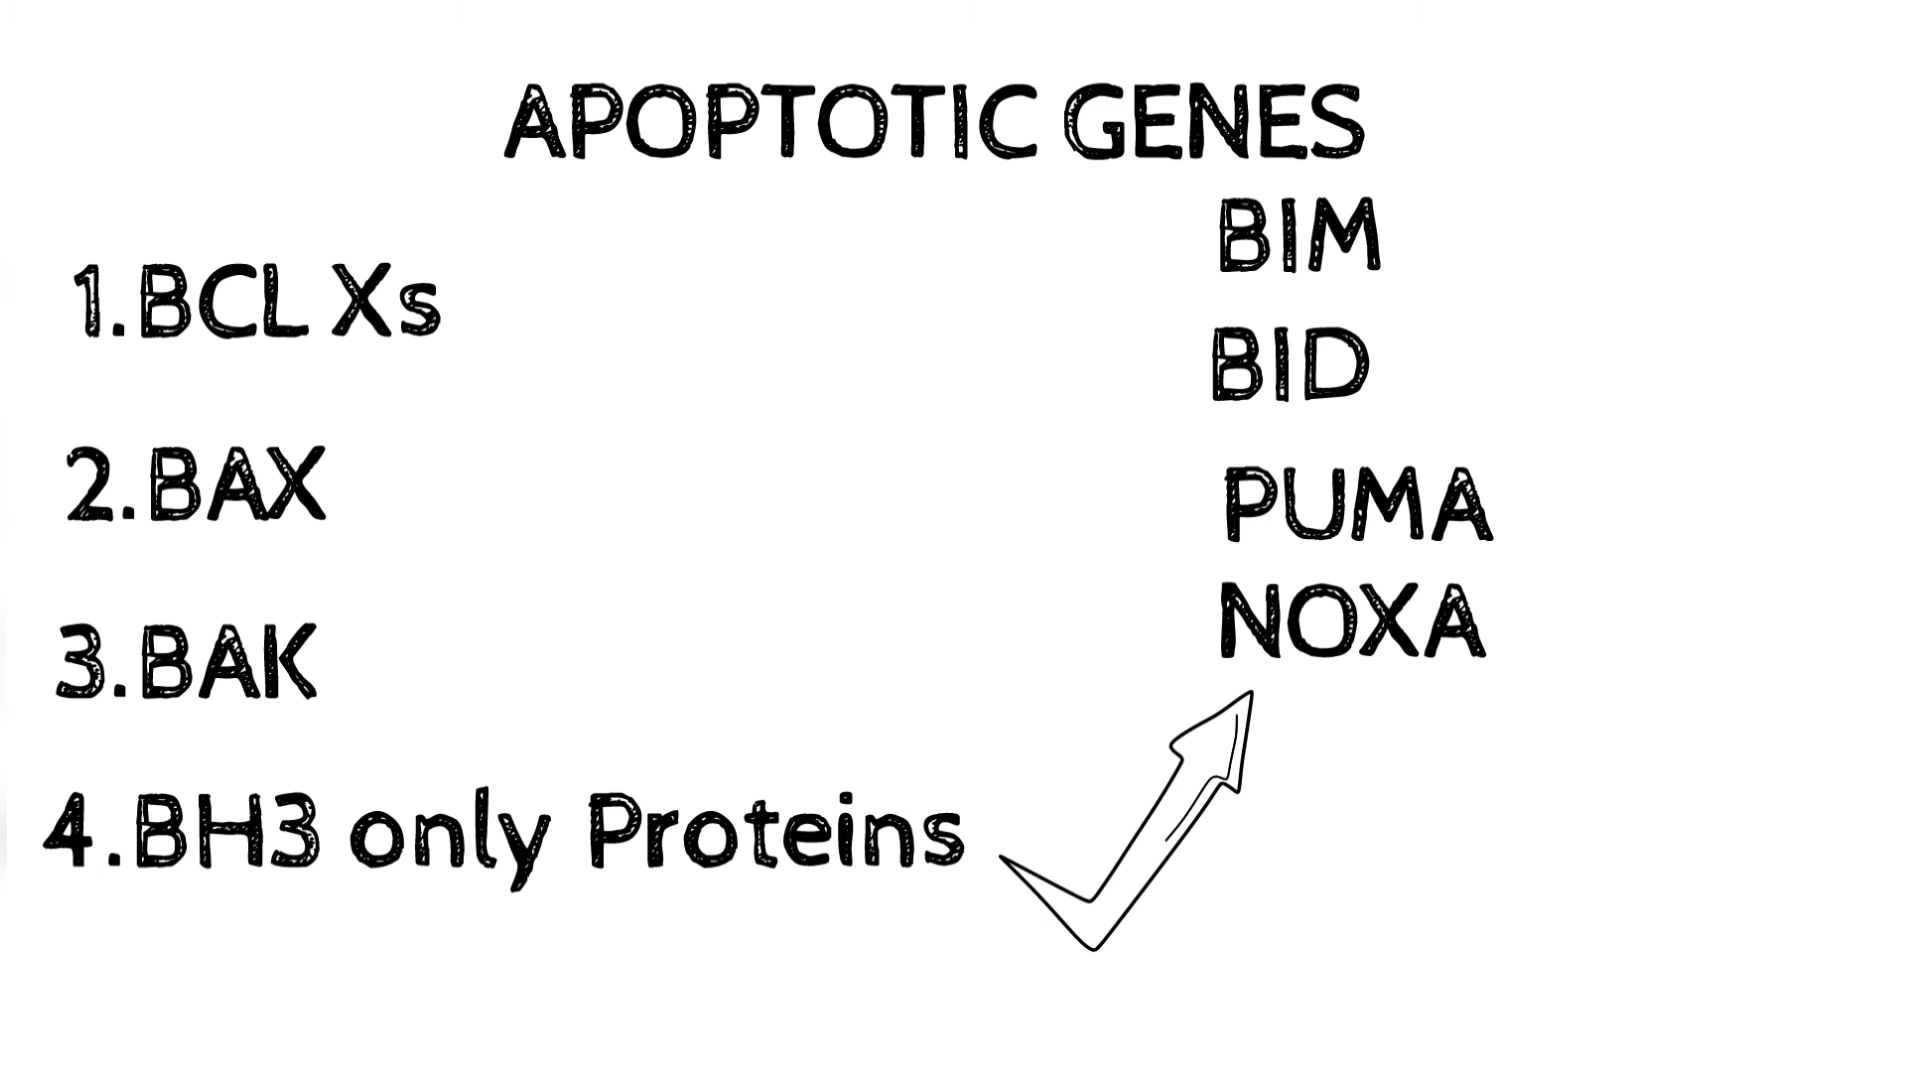 APOPTOTIC GENES
1.BCL Xs
2.BAX
3.BAK
4.BH3 only Proteins
BIM
BID
PUMA
NOXA